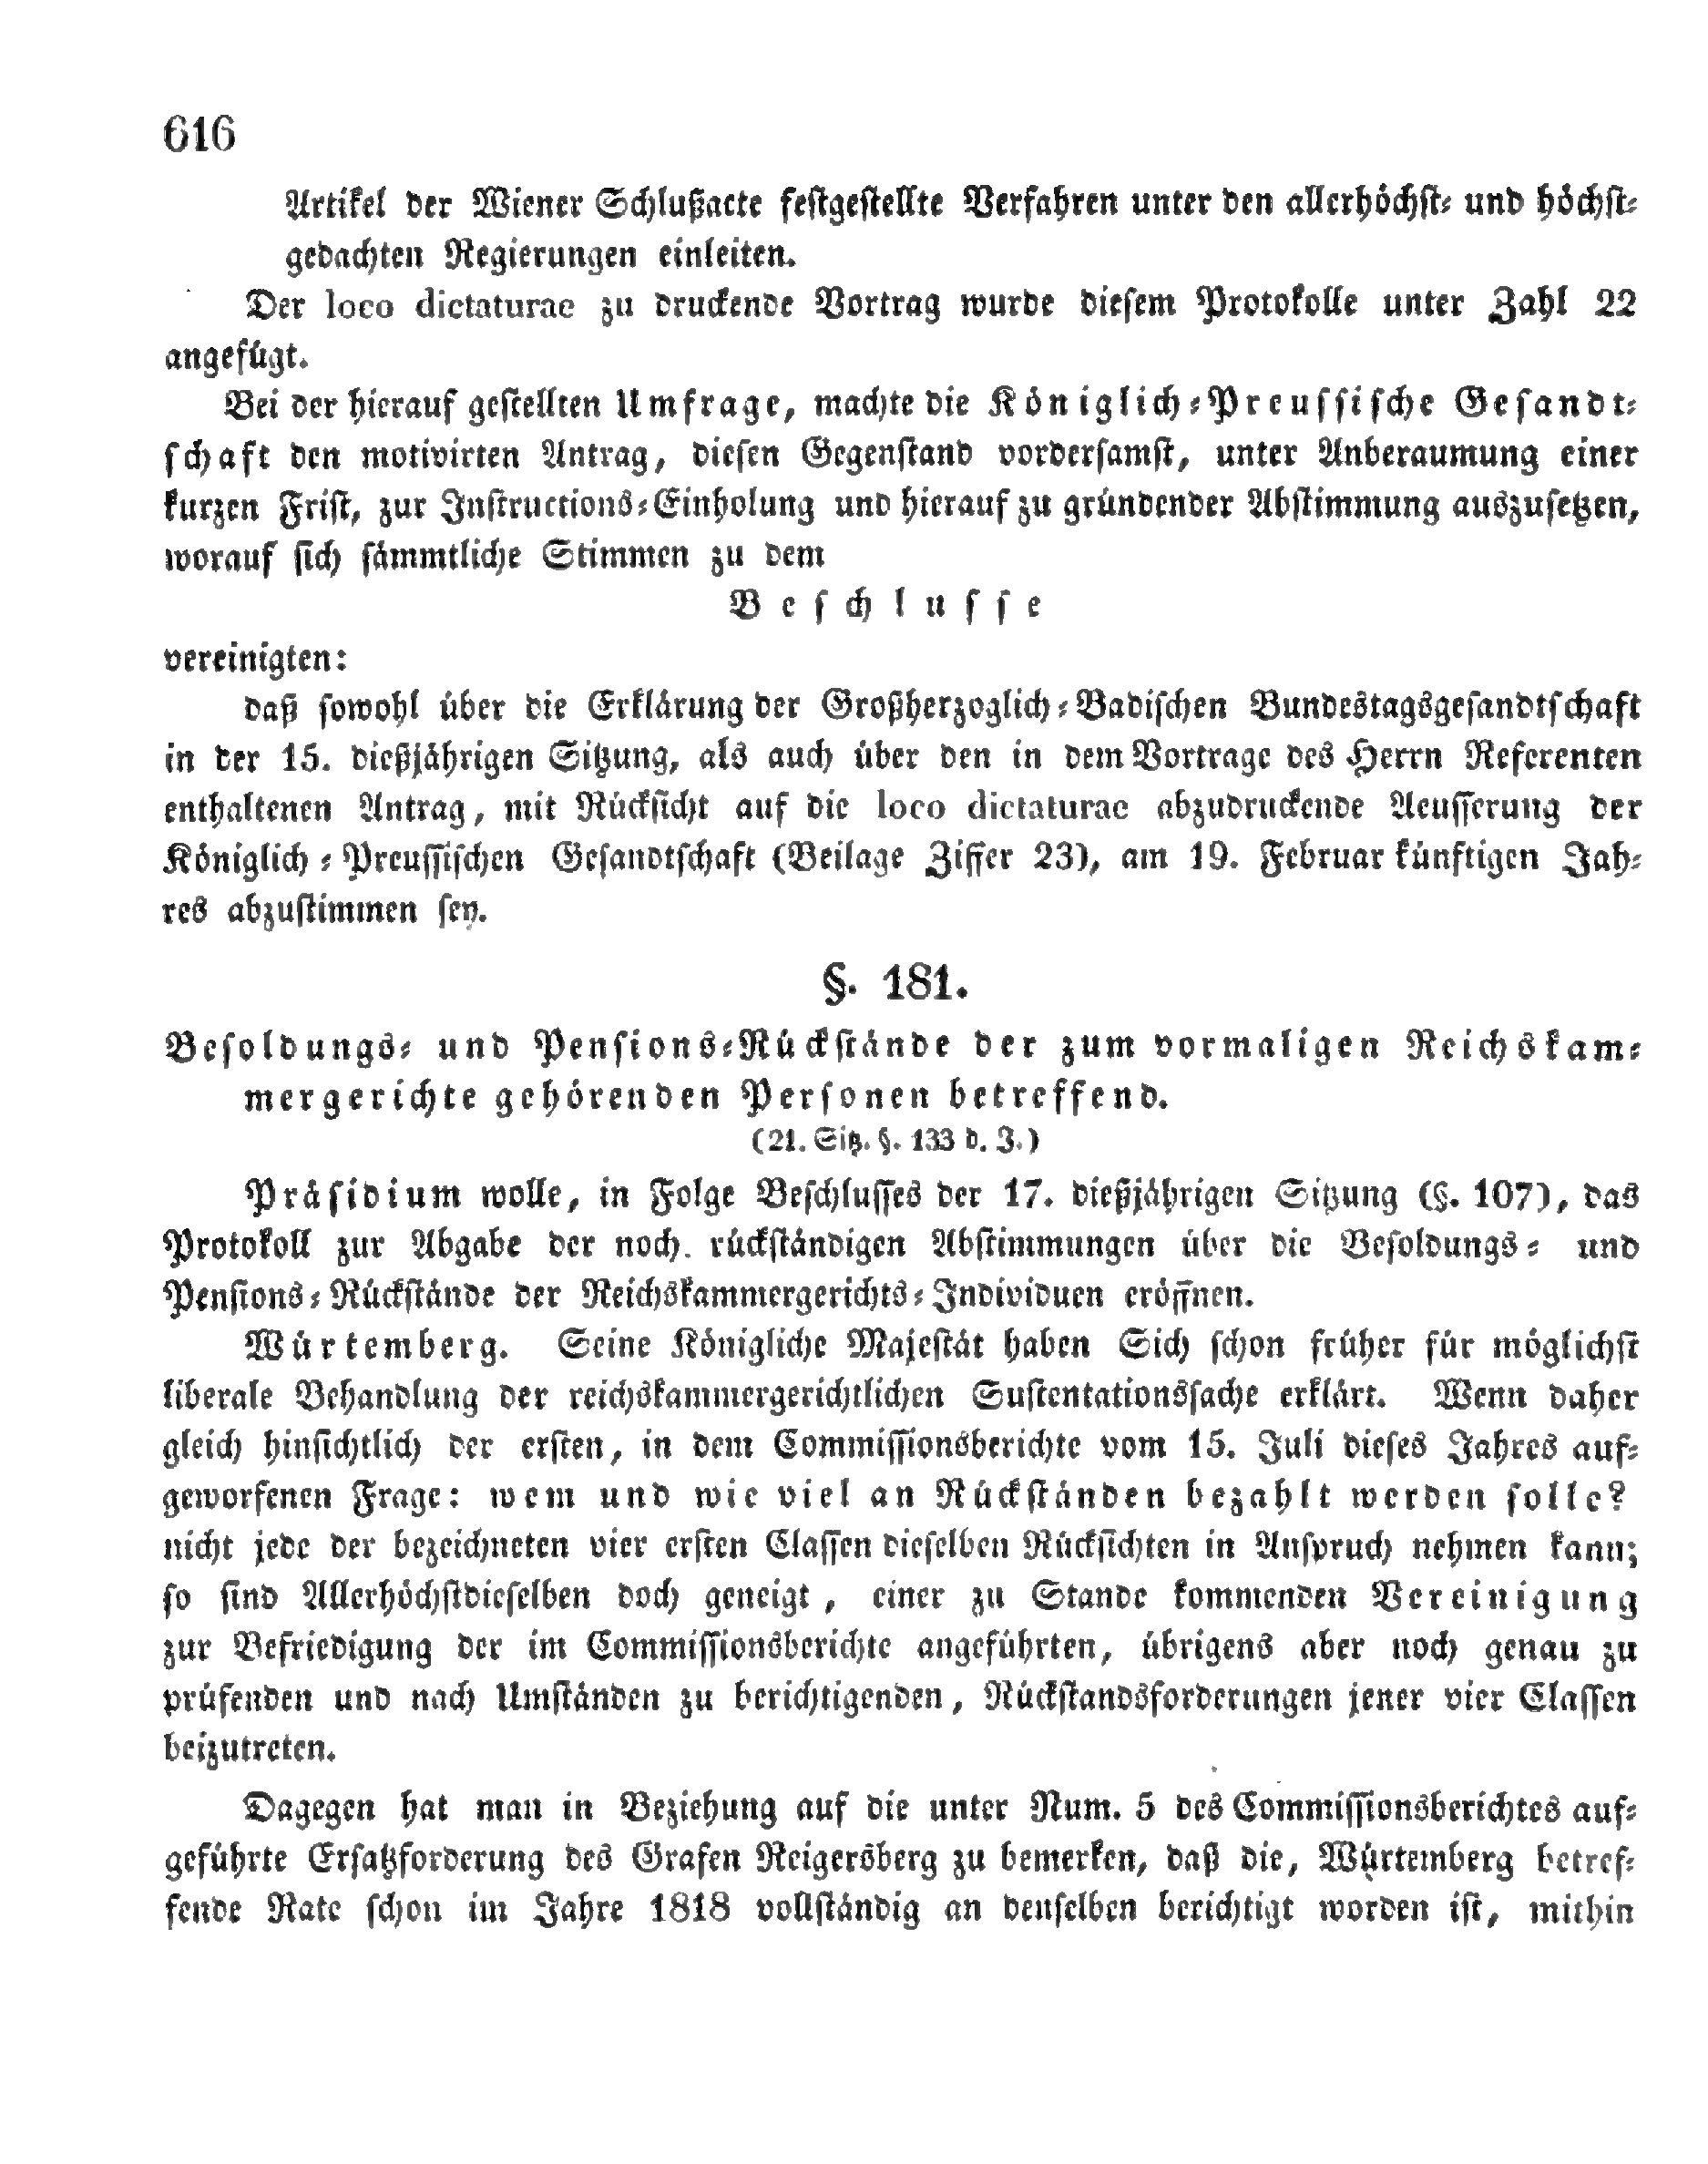 616
Artikel der Wiener Schlußacte festgestellte Verfahren unter den allerhöchst- und höchst-
gedachten Regierungen einleiten.
Der loco dictaturae zu druckende Vortrag wurde diesem Protokolle unter Zahl 22
angefügt.
Bei der hierauf gestellten Umfrage, machte die Königlich-Preussische Gesandt-
schaft den motivirten Antrag, diesen Gegenstand vordersamst, unter Anberaumung einer
kurzen Frist, zur Instructions-Einholung und hierauf zu gründender Abstimmung auszusetzen,
worauf sich sämmtliche Stimmen zu dem
Beschlusse
vereinigten:
daß sowohl über die Erklärung der Großherzoglich-Badischen Bundestagsgesandtschaft
in der 15. dießjährigen Sitzung, als auch über den in dem Vortrage des Herrn Referenten
enthaltenen Antrag, mit Rücksicht auf die loco dictaturae abzudruckende Aeusserung der
Königlich-Preussischen Gesandtschaft (Beilage Ziffer 23), am 19. Februar künftigen Jah-
res abzustimmen sey.
§. 181.
Besoldungs- und Pensions-Rückstände der zum vormaligen Reichskam-
mergerichte gehörenden Personen betreffend.
(21. Sitz. §. 133 d. J.)
Präsidium wolle, in Folge Beschlusses der 17. dießjährigen Sitzung (§. 107), das
Protokoll zur Abgabe der noch rückständigen Abstimmungen über die Besoldungs- und
Pensions-Rückstände der Reichskammergerichts-Individuen eröffnen.
Würtemberg. Seine Königliche Majestät haben Sich schon früher für möglichst
liberale Behandlung der reichskammergerichtlichen Sustentationssache erklärt. Wenn daher
gleich hinsichtlich der ersten, in dem Commissionsberichte vom 15. Juli dieses Jahres auf-
geworfenen Frage: wem und wie viel an Rückständen bezahlt werden solle?
nicht jede der bezeichneten vier ersten Classen dieselben Rücksichten in Anspruch nehmen kann;
so sind Allerhöchstdieselben doch geneigt, einer zu Stande kommenden Vereinigung
zur Befriedigung der im Commissionsberichte angeführten, übrigens aber noch genau zu
prüfenden und nach Umständen zu berichtigenden, Rückstandsforderungen jener vier Classen
beizutreten.
Dagegen hat man in Beziehung auf die unter Num. 5 des Commissionsberichtes auf-
geführte Ersatzforderung des Grafen Reigersberg zu bemerken, daß die, Würtemberg betref-
fende Rate schon im Jahre 1818 vollständig an denselben berichtigt worden ist, mithin